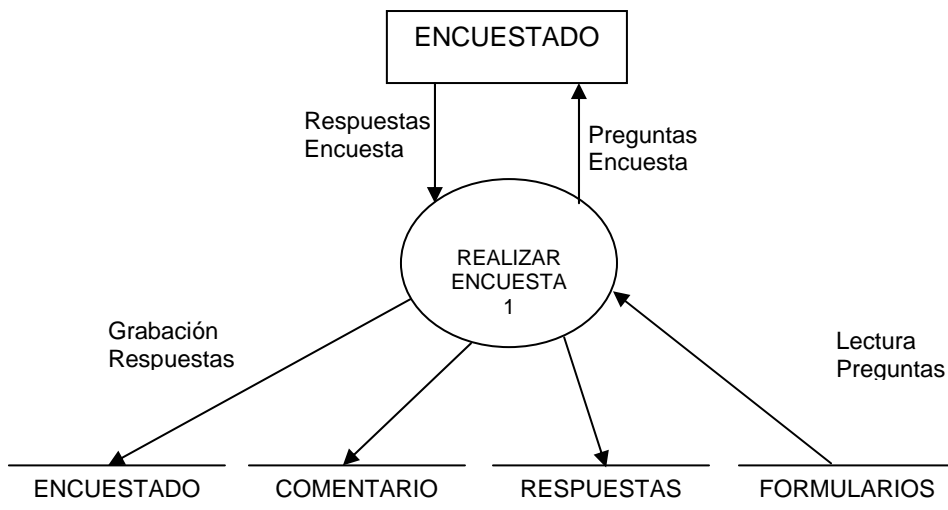 ENCUESTADO
Respuestas
Encuesta
Preguntas
Encuesta
REALIZAR
ENCUESTA
1
Grabación
Respuestas
Lectura
Preguntas
ENCUESTADO
COMENTARIO
RESPUESTAS
FORMULARIOS